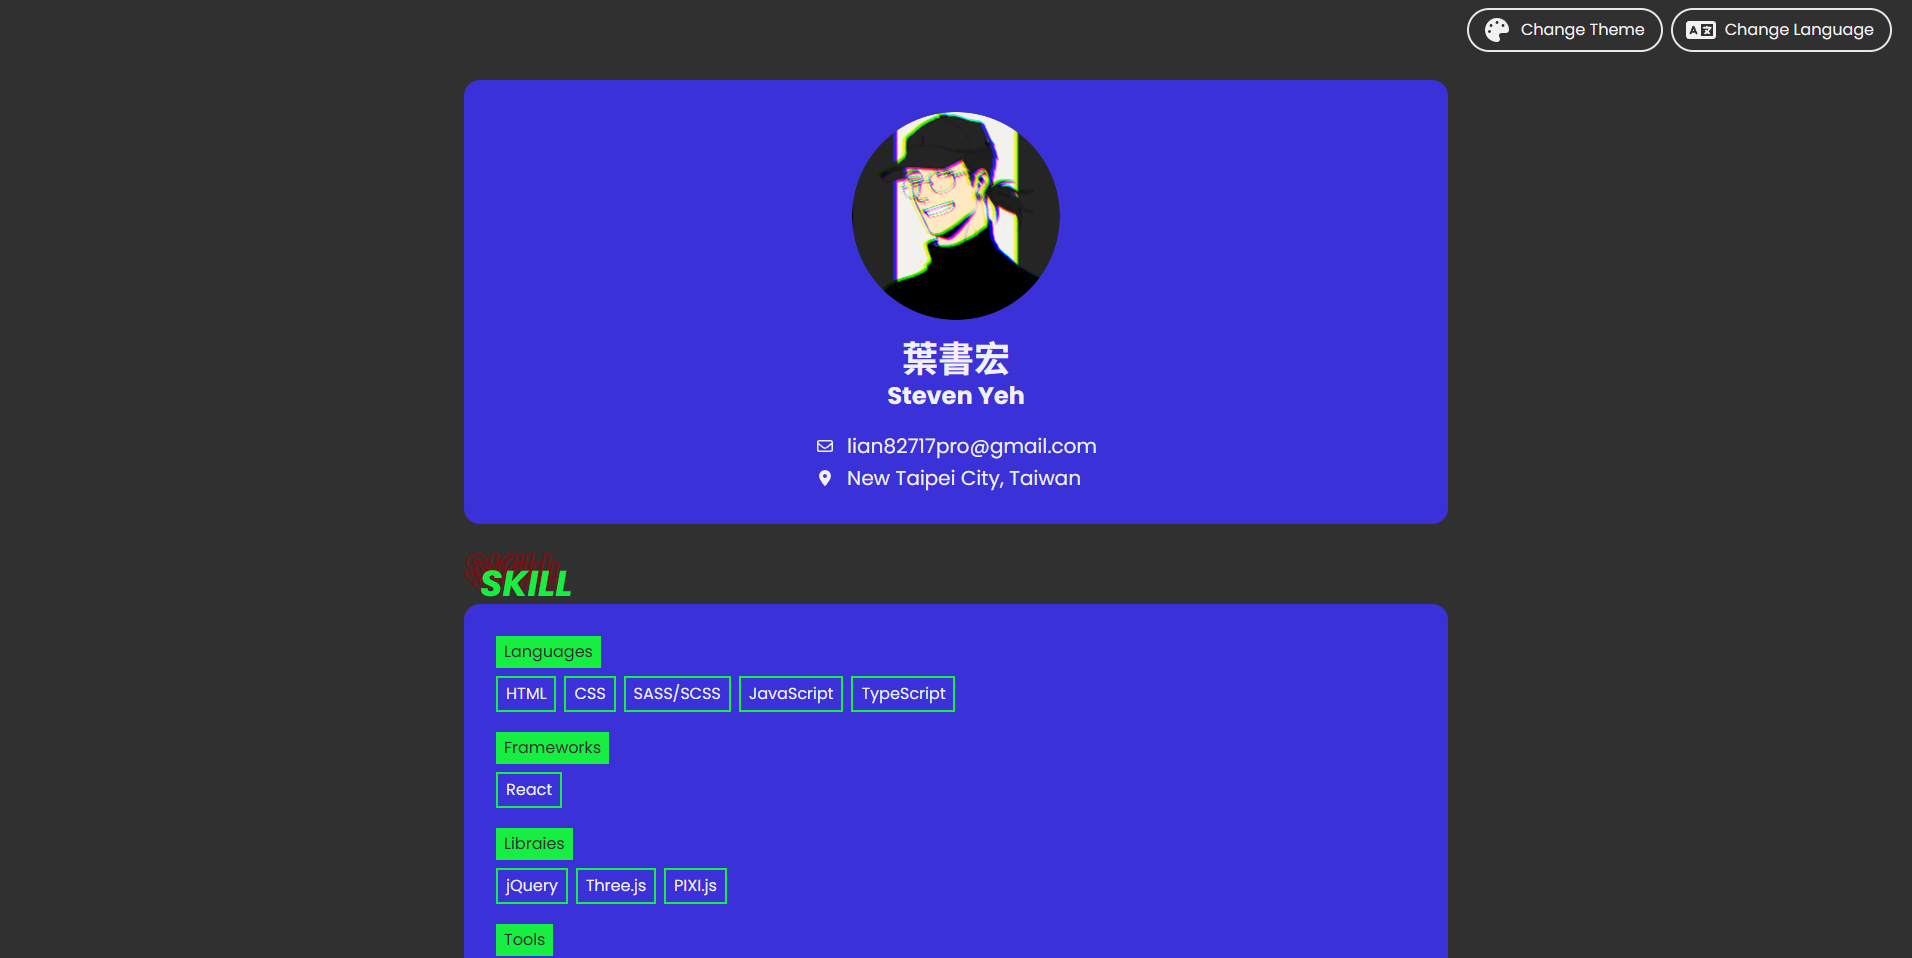 Change Theme
Change Language
葉書宏
Steven Yeh
lian82717pro@gmail.com
New Taipei City, Taiwan
SKILL
Languages
HTML CSS SASS/SCSS JavaScript TypeScript
Frameworks
React
Libraies
jQuery Three.js PIXI.js
Tools